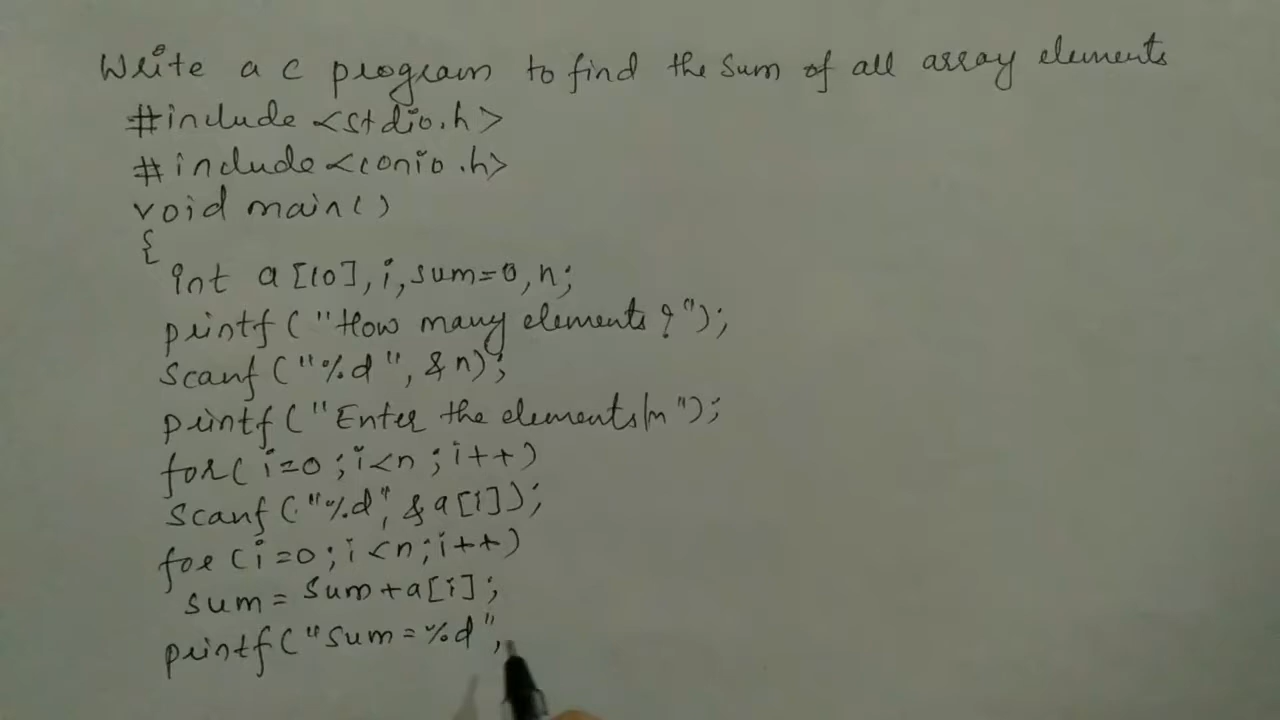 Write a c program to find the sum of all array elements
#include <stdio.h>
#include <conio.h>
void main()
{
int a[10],i,sum=0,n;
printf("How many elements ?");
scanf("%d", &n);
printf("Enter the elements\n");
for(i=0;i<n;i++)
scanf("%d", &a[i]);
for(i=0;i<n;i++)
sum=sum+a[i];
printf("sum=%d",